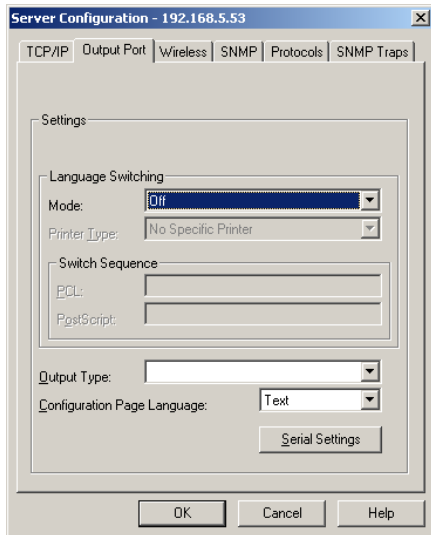 Server Configuration - 192.168.5.53
TCP/IP Output Port Wireless SNMP Protocols SNMP Traps
Settings
Language Switching
Mode: Off
Printer Type: No Specific Printer
Switch Sequence
PCL:
PostScript:
Output Type:
Configuration Page Language: Text
Serial Settings
OK Cancel Help